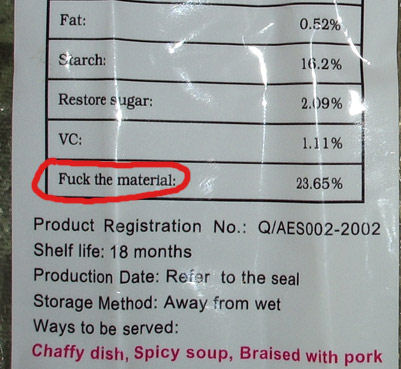 Fat: 0.52%
Starch: 16.2%
Restore sugar: 2.09%
VC: 1.11%
Fuck the material: 23.65%
Product Registration No.: Q/AES002-2002
Shelf life: 18 months
Production Date: Refer to the seal
Storage Method: Away from wet
Ways to be served:
Chaffy dish, Spicy soup, Braised with pork